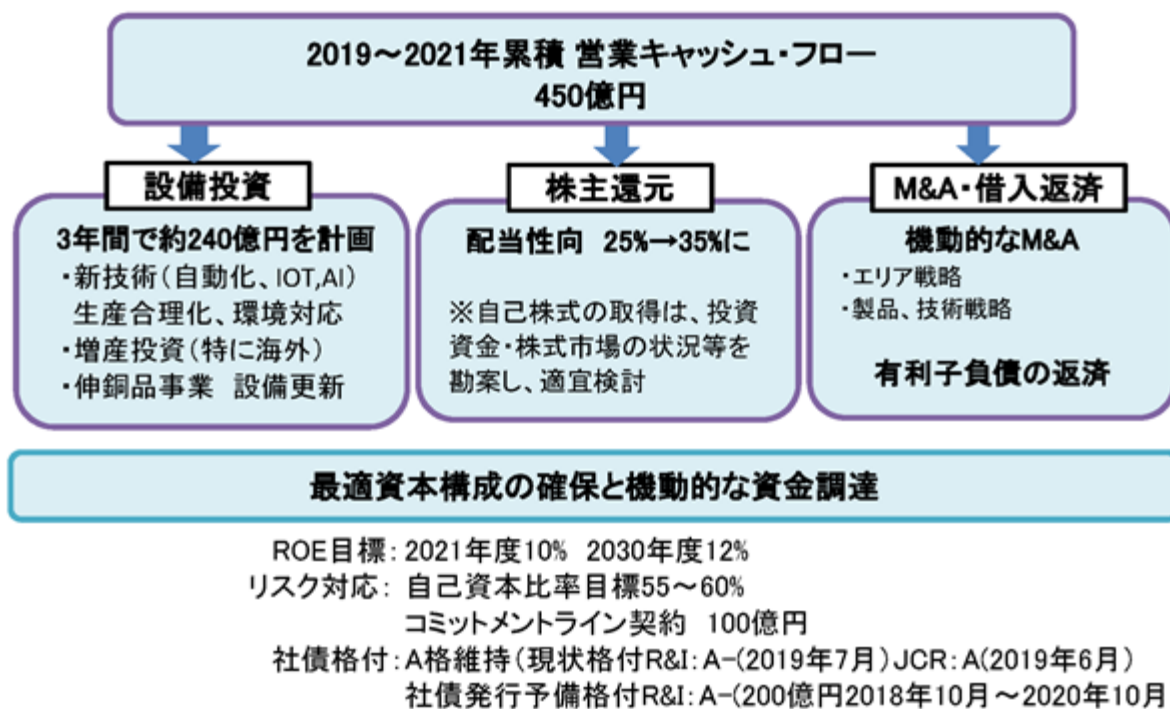 2019～2021年累積 営業キャッシュ・フロー
450億円
設備投資
3年間で約240億円を計画
・新技術（自動化、IOT,AI）
生産合理化、環境対応
・増産投資（特に海外）
・伸銅品事業　設備更新
株主還元
配当性向　25%→35%に
※自己株式の取得は、投資
資金・株式市場の状況等を
勘案し、適宜検討
M&A・借入返済
機動的なM&A
・エリア戦略
・製品、技術戦略
有利子負債の返済
最適資本構成の確保と機動的な資金調達
ROE目標：2021年度10%　2030年度12%
リスク対応：自己資本比率目標55～60%
コミットメントライン契約　100億円
社債格付：A格維持（現状格付R&I：A-（2019年7月）JCR：A（2019年6月）
社債発行予備格付R&I：A-（200億円2018年10月～2020年10月